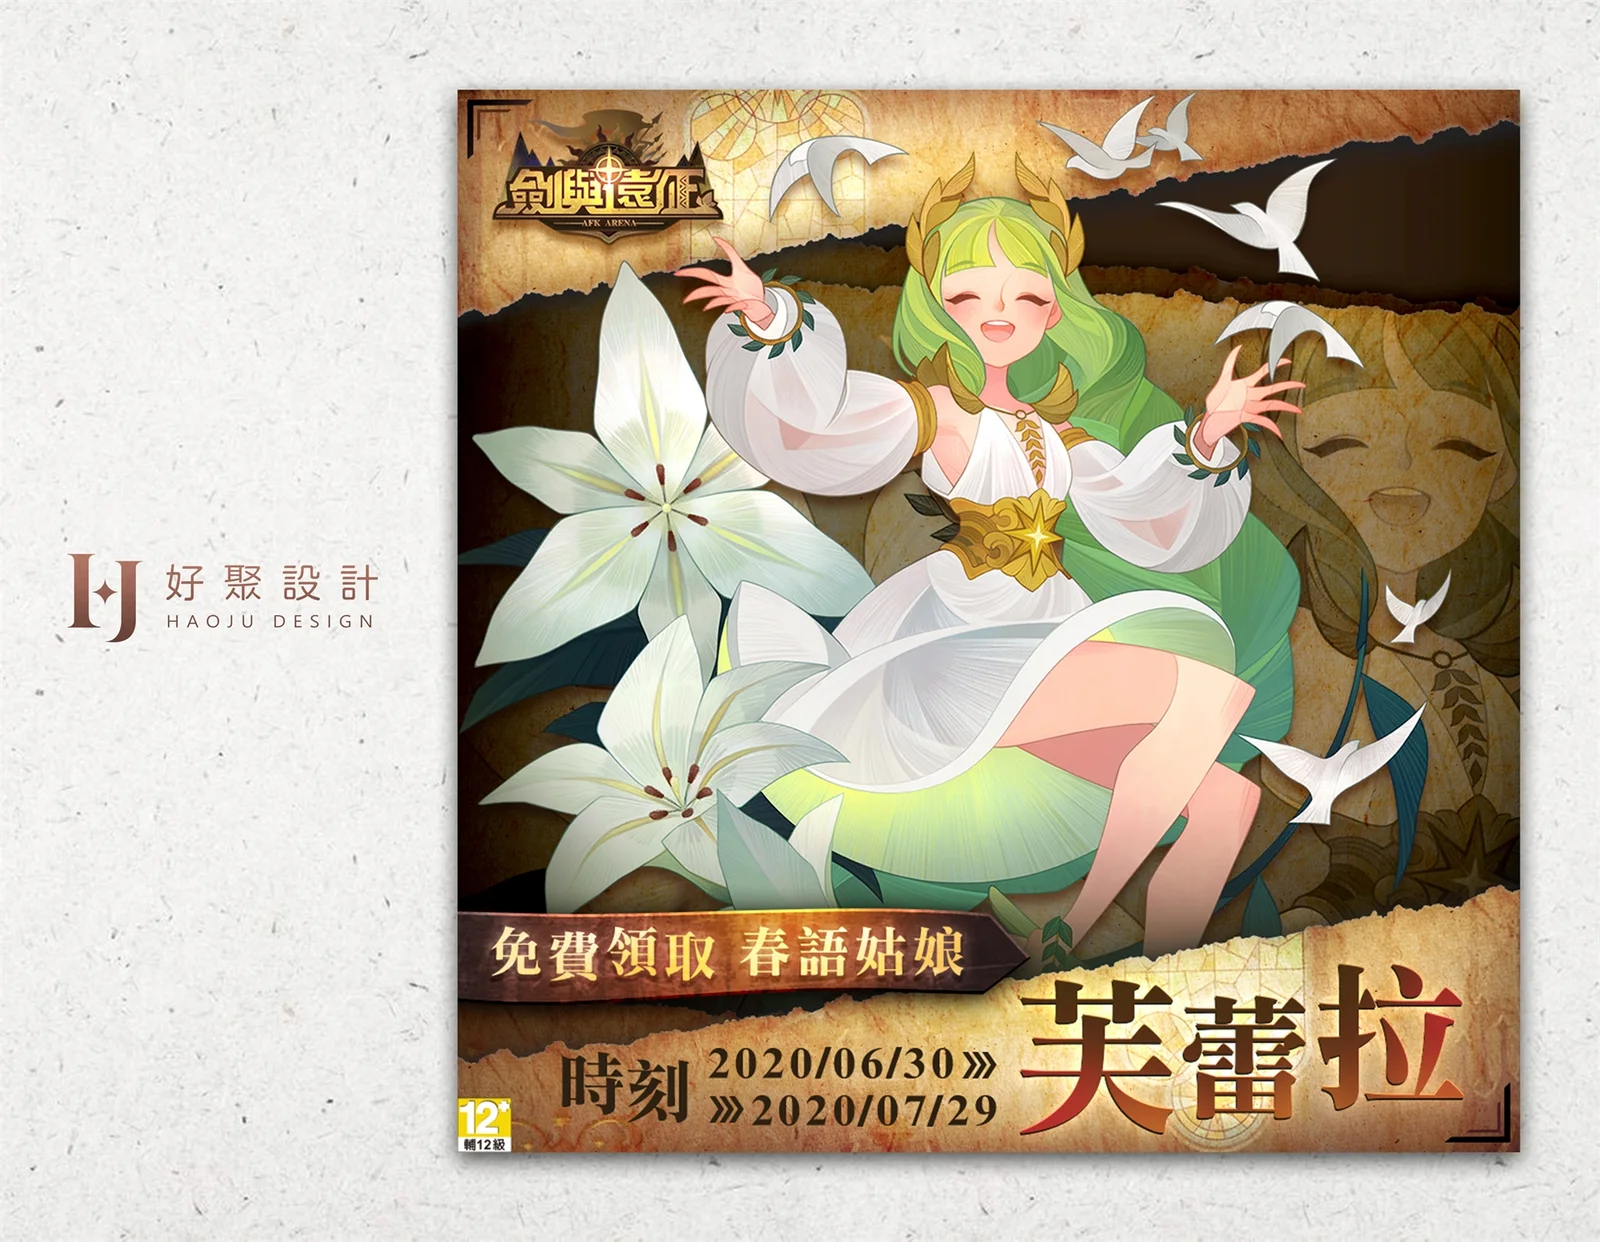 好聚設計
HAOJU DESIGN
劍與遠征
AFK ARENA
免費領取 春語姑娘
芙蕾拉
時刻
2020/06/30
2020/07/29
12+
輔12級